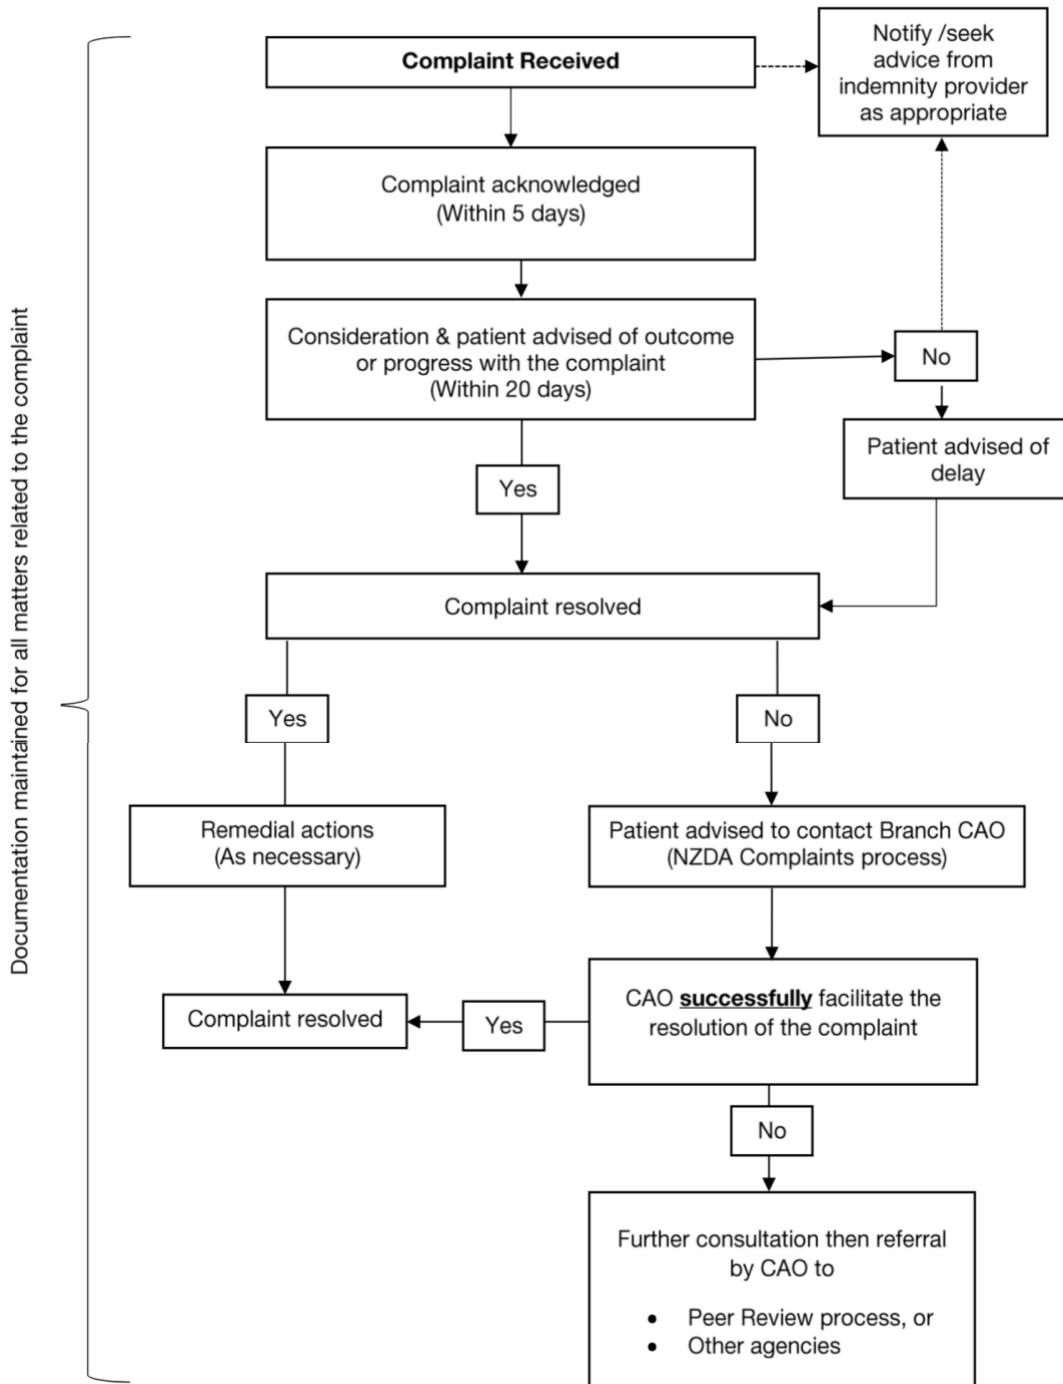 Complaint Received
Notify /seek
advice from
indemnity provider
as appropriate
Complaint acknowledged
(Within 5 days)
Consideration & patient advised of outcome
or progress with the complaint
(Within 20 days)
No
Patient advised of
delay
Yes
Complaint resolved
Yes
No
Remedial actions
(As necessary)
Patient advised to contact Branch CAO
(NZDA Complaints process)
CAO successfully facilitate the
resolution of the complaint
Yes
Complaint resolved
No
Further consultation then referral
by CAO to
• Peer Review process, or
• Other agencies
Documentation maintained for all matters related to the complaint